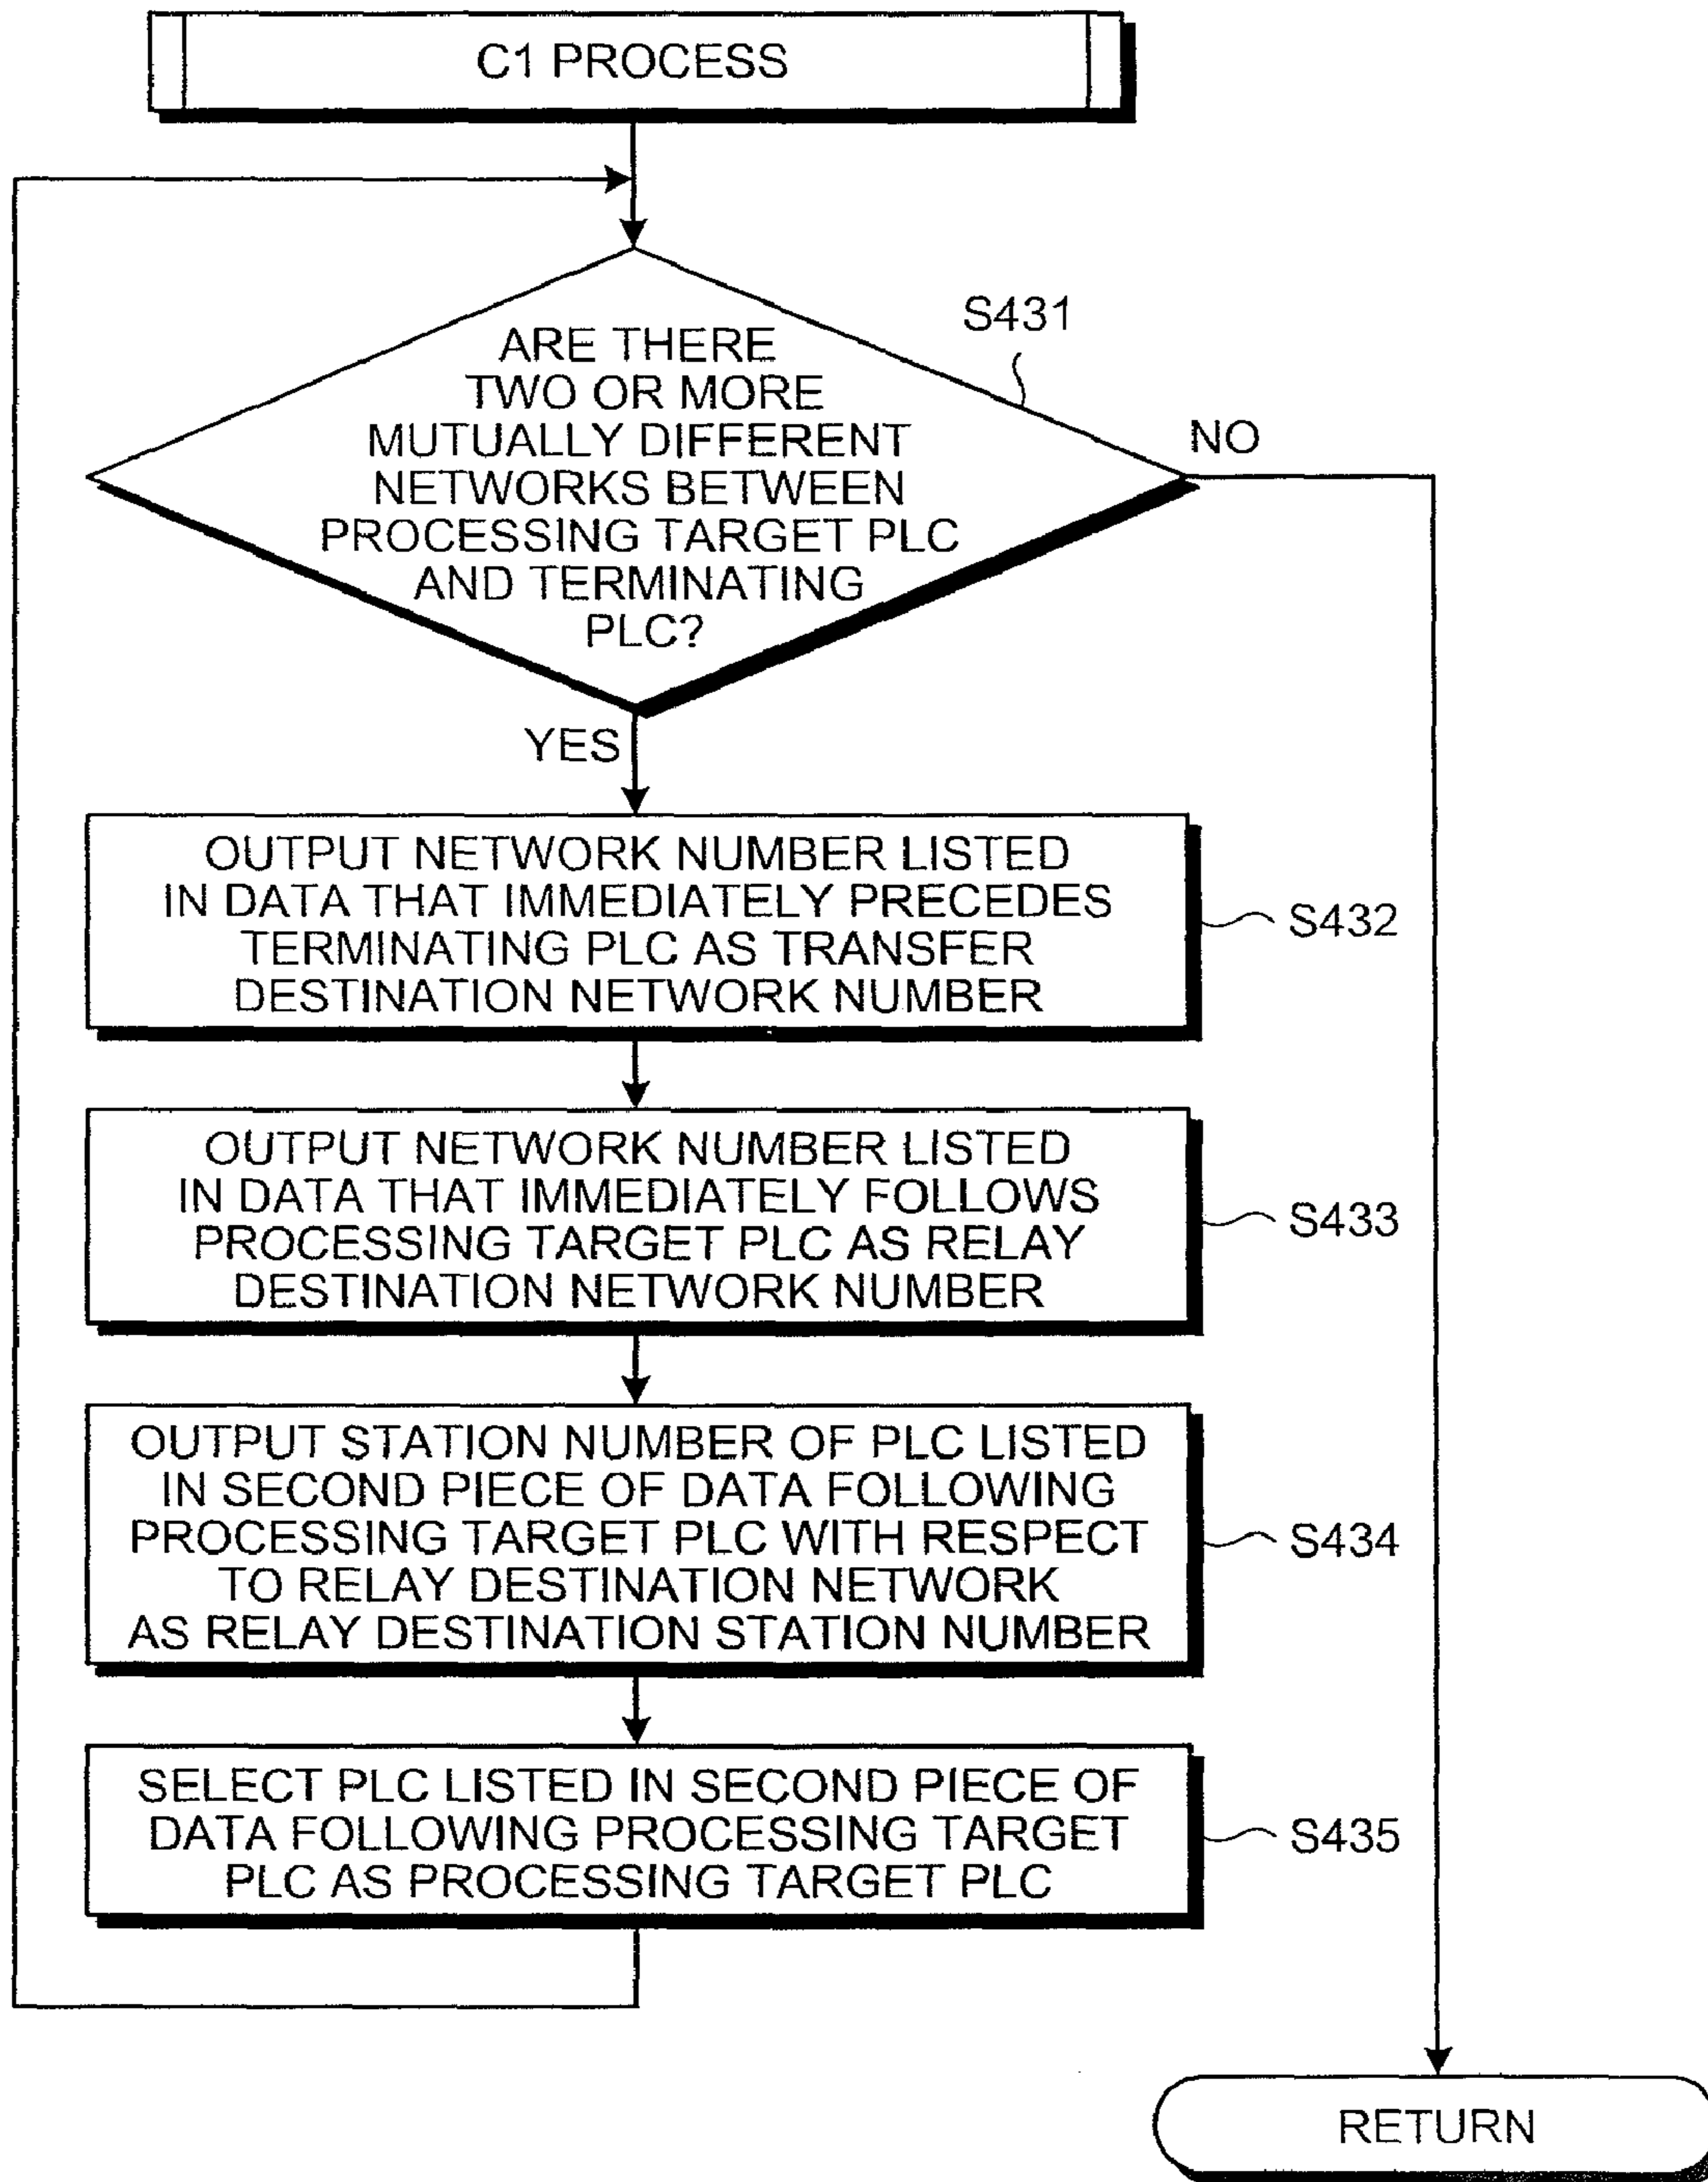 C1 PROCESS
S431
ARE THERE
TWO OR MORE
MUTUALLY DIFFERENT
NETWORKS BETWEEN
PROCESSING TARGET PLC
AND TERMINATING
PLC?
NO
YES
OUTPUT NETWORK NUMBER LISTED
IN DATA THAT IMMEDIATELY PRECEDES
TERMINATING PLC AS TRANSFER
DESTINATION NETWORK NUMBER
S432
OUTPUT NETWORK NUMBER LISTED
IN DATA THAT IMMEDIATELY FOLLOWS
PROCESSING TARGET PLC AS RELAY
DESTINATION NETWORK NUMBER
S433
OUTPUT STATION NUMBER OF PLC LISTED
IN SECOND PIECE OF DATA FOLLOWING
PROCESSING TARGET PLC WITH RESPECT
TO RELAY DESTINATION NETWORK
AS RELAY DESTINATION STATION NUMBER
S434
SELECT PLC LISTED IN SECOND PIECE OF
DATA FOLLOWING PROCESSING TARGET
PLC AS PROCESSING TARGET PLC
S435
RETURN